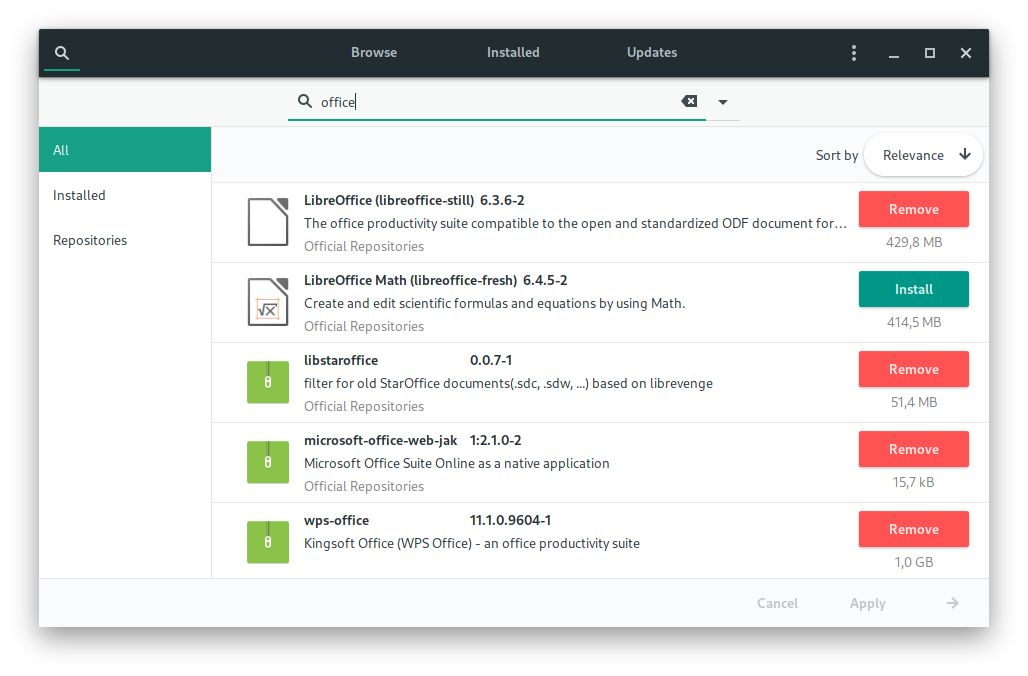 Browse Installed Updates
office
All
Installed
Repositories
Sort by Relevance
LibreOffice (libreoffice-still) 6.3.6-2
The office productivity suite compatible to the open and standardized ODF document for…
Official Repositories
Remove
429,8 MB
LibreOffice Math (libreoffice-fresh) 6.4.5-2
Create and edit scientific formulas and equations by using Math.
Official Repositories
Install
414,5 MB
libstaroffice 0.0.7-1
filter for old StarOffice documents(.sdc, .sdw, ...) based on librevenge
Official Repositories
Remove
51,4 MB
microsoft-office-web-jak 1:2.1.0-2
Microsoft Office Suite Online as a native application
Official Repositories
Remove
15,7 kB
wps-office 11.1.0.9604-1
Kingsoft Office (WPS Office) - an office productivity suite
Remove
1,0 GB
Cancel Apply